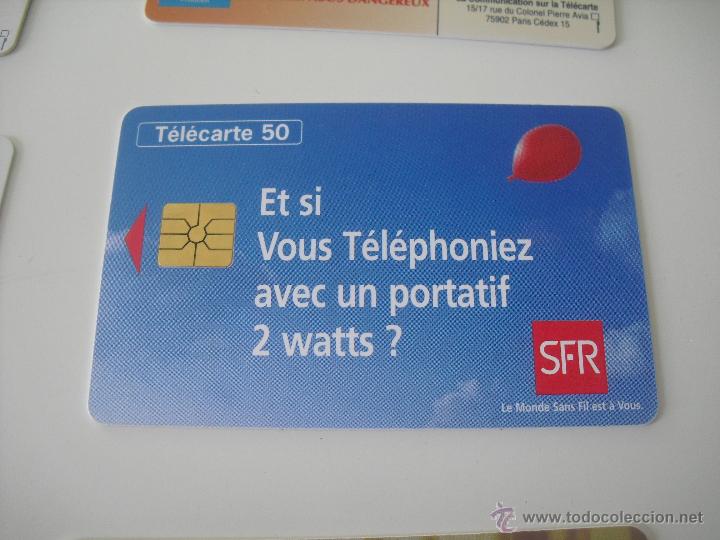 DANGEREUX
Communication sur la Télécarte
15/17 rue du Colonel Pierre Avia
75902 Paris Cédex 15
Télécarte 50
Et si
Vous Téléphoniez
avec un portatif
2 watts ?
SFR
Le Monde Sans Fil est à Vous.
© www.todocoleccion.net